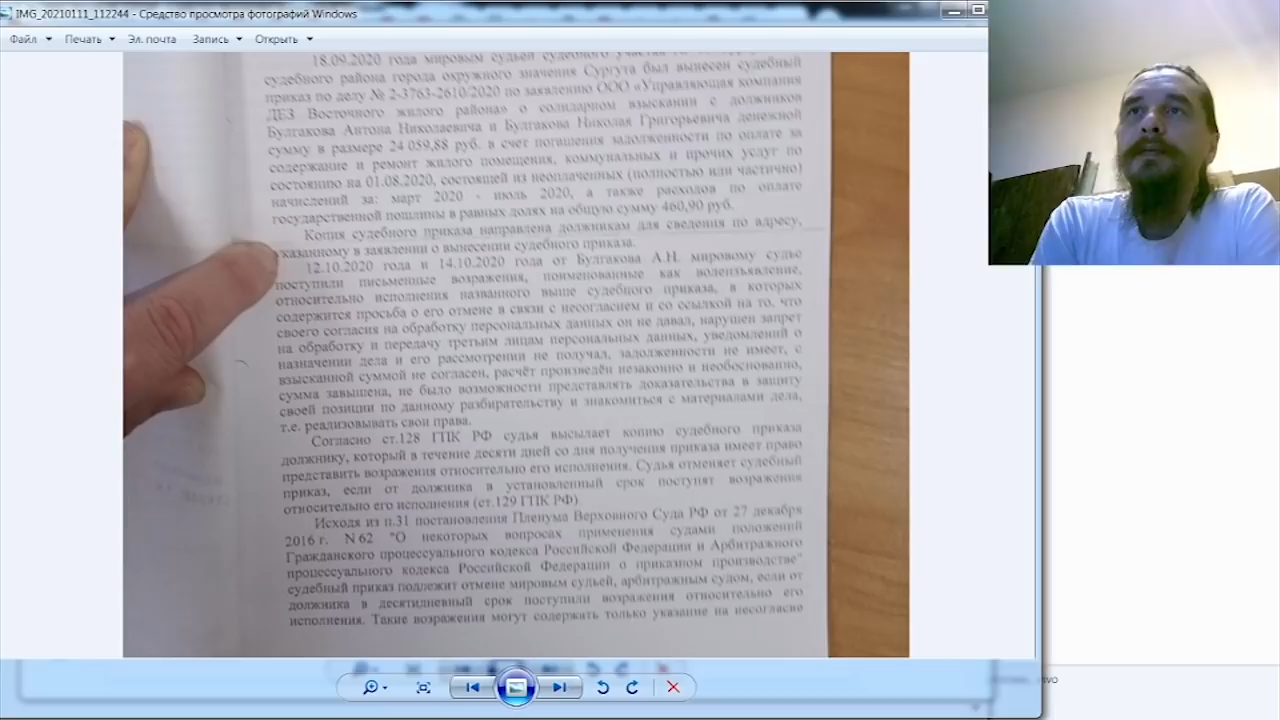 IMG_20210111_112244 - Средство просмотра фотографий Windows
Файл Печать Эл. почта Запись Открыть
18.09.2020 года мировым судьей судебного участка
судебного района города окружного значения Сургута был вынесен судебный
приказ по делу № 2-3763-2610/2020 по заявлению ООО «Управляющая компания
ДЕЗ Восточного жилого района» о солидарном взыскании с должников
Булгакова Антона Николаевича и Булгакова Николая Григорьевича денежной
сумму в размере 24 059,88 руб. в счет погашения задолженности по оплате за
содержание и ремонт жилого помещения, коммунальных и прочих услуг по
состоянию на 01.08.2020, состоящей из неоплаченных (полностью или частично)
начислений за: март 2020 - июль 2020, а также расходов по оплате
государственной пошлины в равных долях на общую сумму 460,90 руб.
Копия судебного приказа направлена должникам для сведения по адресу,
указанному в заявлении о вынесении судебного приказа.
12.10.2020 года и 14.10.2020 года от Булгакова А.Н. мировому судье
поступили письменные возражения, поименованные как волеизъявление,
относительно исполнения названного выше судебного приказа, в которых
содержится просьба о его отмене в связи с несогласием и со ссылкой на то, что
своего согласия на обработку персональных данных он не давал, нарушен запрет
на обработку и передачу третьим лицам персональных данных, уведомлений о
назначении дела и его рассмотрении не получал, задолженности не имеет, с
взысканной суммой не согласен, расчёт произведён незаконно и необоснованно,
сумма завышена, не было возможности представлять доказательства в защиту
своей позиции по данному разбирательству и знакомиться с материалами дела,
т.е. реализовывать свои права.
Согласно ст.128 ГПК РФ судья высылает копию судебного приказа
должнику, который в течение десяти дней со дня получения приказа имеет право
представить возражения относительно его исполнения. Судья отменяет судебный
приказ, если от должника в установленный срок поступят возражения
относительно его исполнения (ст.129 ГПК РФ).
Исходя из п.31 постановления Пленума Верховного Суда РФ от 27 декабря
2016 г. N 62 "О некоторых вопросах применения судами положений
Гражданского процессуального кодекса Российской Федерации и Арбитражного
процессуального кодекса Российской Федерации о приказном производстве"
судебный приказ подлежит отмене мировым судьей, арбитражным судом, если от
должника в десятидневный срок поступили возражения относительно его
исполнения. Такие возражения могут содержать только указание на несогласие